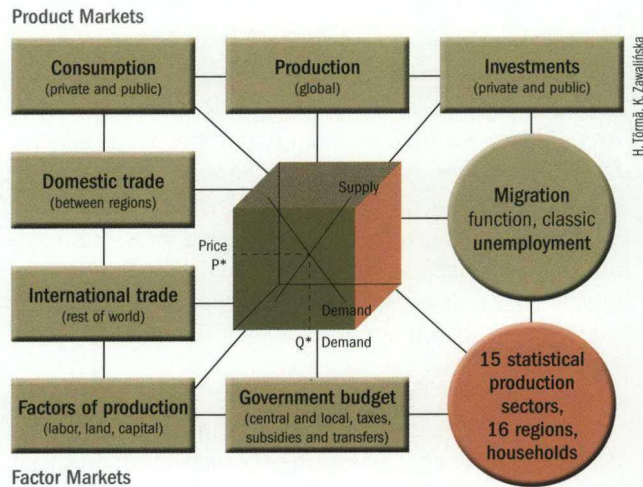 Product Markets
Consumption
(private and public)
Production
(global)
Investments
(private and public)
H. Törmä, K. Zawalińska
Domestic trade
(between regions)
Supply
Migration
function, classic
unemployment
Price
P*
International trade
(rest of world)
Demand
Q* Demand
Factors of production
(labor, land, capital)
Government budget
(central and local, taxes,
subsidies and transfers)
15 statistical
production
sectors,
16 regions,
households
Factor Markets